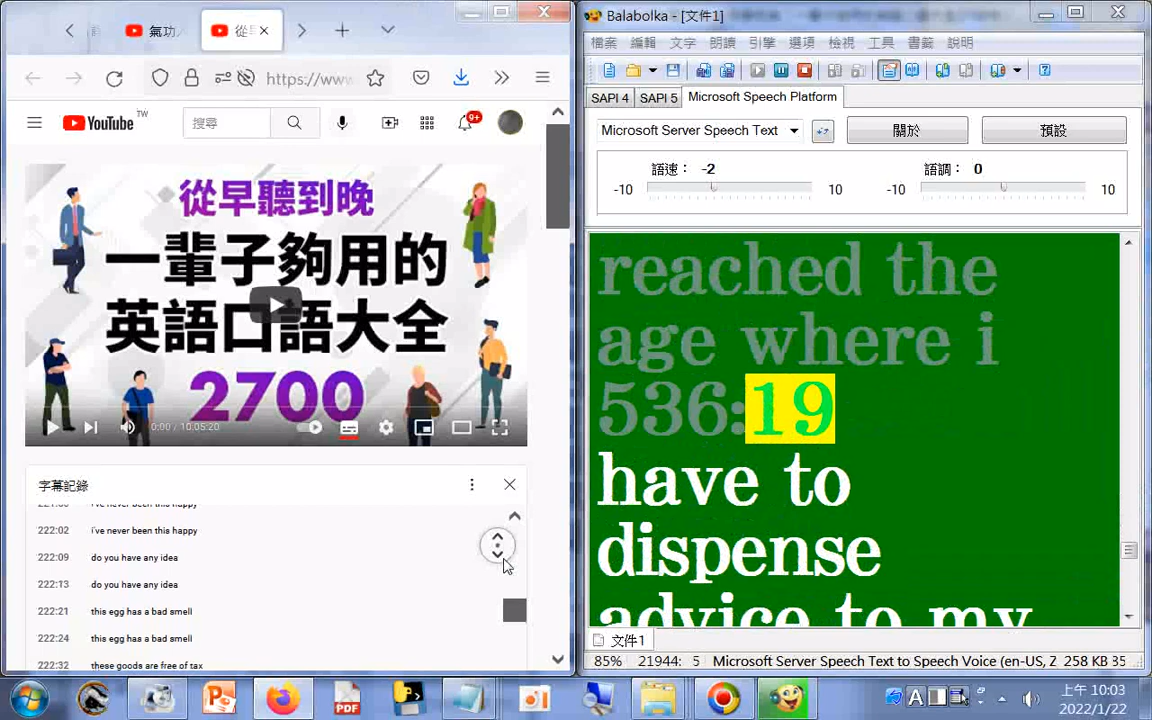 氣功.
從
https://www
YouTube TW
搜尋
9+
從早聽到晚
一輩子夠用的
英語口語大全
2700
0:00 / 10:05:20
字幕記錄
i've never been this happy
222:02 i've never been this happy
222:09 do you have any idea
222:13 do you have any idea
222:21 this egg has a bad smell
222:24 this egg has a bad smell
222:32 these goods are free of tax
Balabolka - [文件1]
檔案 編輯 文字 朗讀 引擎 選項 檢視 工具 書籤 說明
SAPI 4 SAPI 5 Microsoft Speech Platform
Microsoft Server Speech Text
關於
預設
語速： -2
-10 10
語調： 0
-10 10
reached the
age where i
536:19
have to
dispense
advice to my
文件1
85% 21944: 5 Microsoft Server Speech Text to Speech Voice (en-US, Z 258 KB 35
PDF
A
上午 10:03
2022/1/22